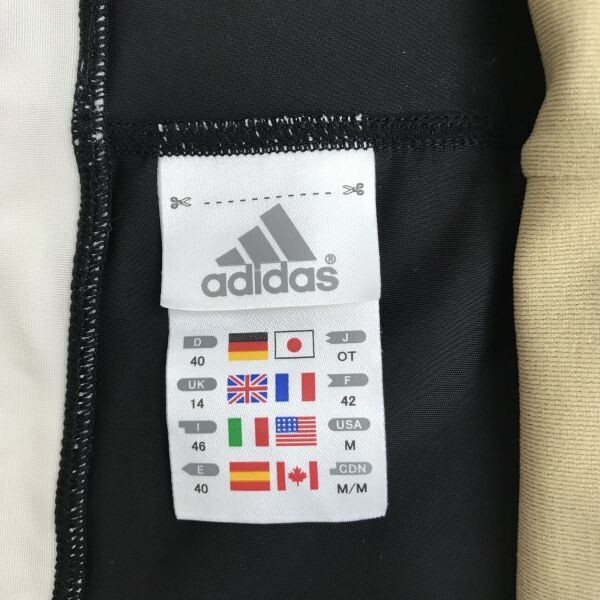 adidas®
D J
40 OT
UK F
14 42
I USA
46 M
E CDN
40 M/M